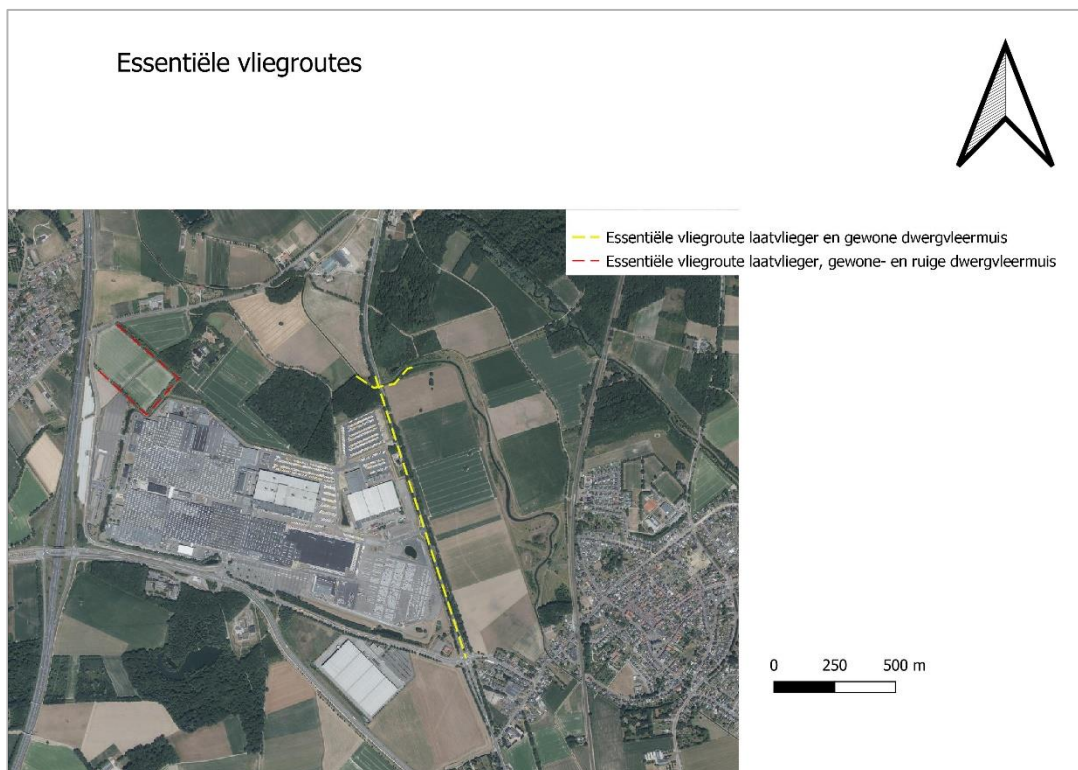 Essentiële vliegroutes
Essentiële vliegroute laatvlieger en gewone dwergvleermuis
Essentiële vliegroute laatvlieger, gewone- en ruige dwergvleermuis
0 250 500 m